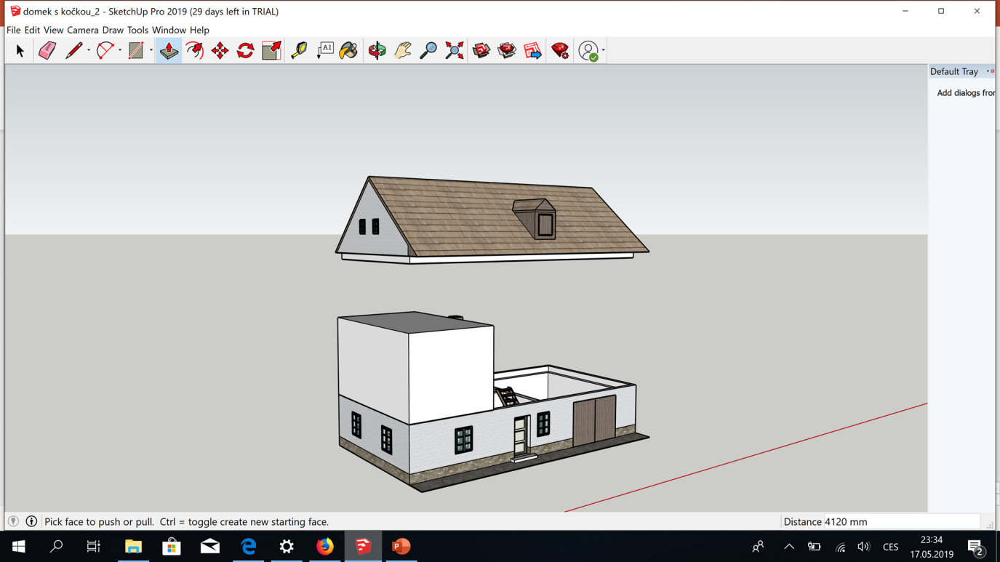 domek s kočkou_2 - SketchUp Pro 2019 (29 days left in TRIAL)
File Edit View Camera Draw Tools Window Help
A1
Default Tray
Add dialogs fror
Pick face to push or pull. Ctrl = toggle create new starting face.
Distance 4120 mm
CES
23:34
17.05.2019
2